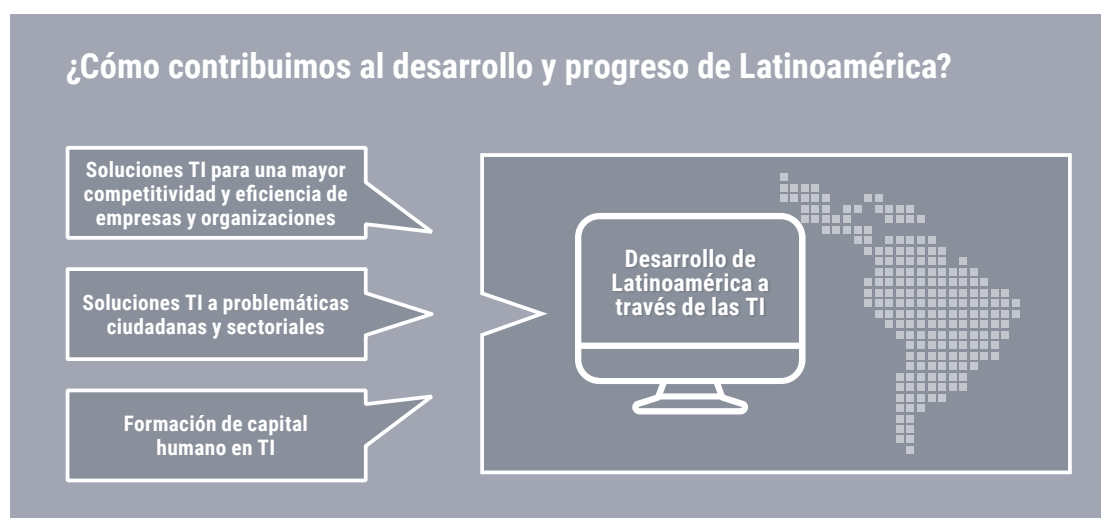 ¿Cómo contribuimos al desarrollo y progreso de Latinoamérica?
Soluciones TI para una mayor
competitividad y eficiencia de
empresas y organizaciones
Soluciones TI a problemáticas
ciudadanas y sectoriales
Formación de capital
humano en TI
Desarrollo de
Latinoamérica a
través de las TI